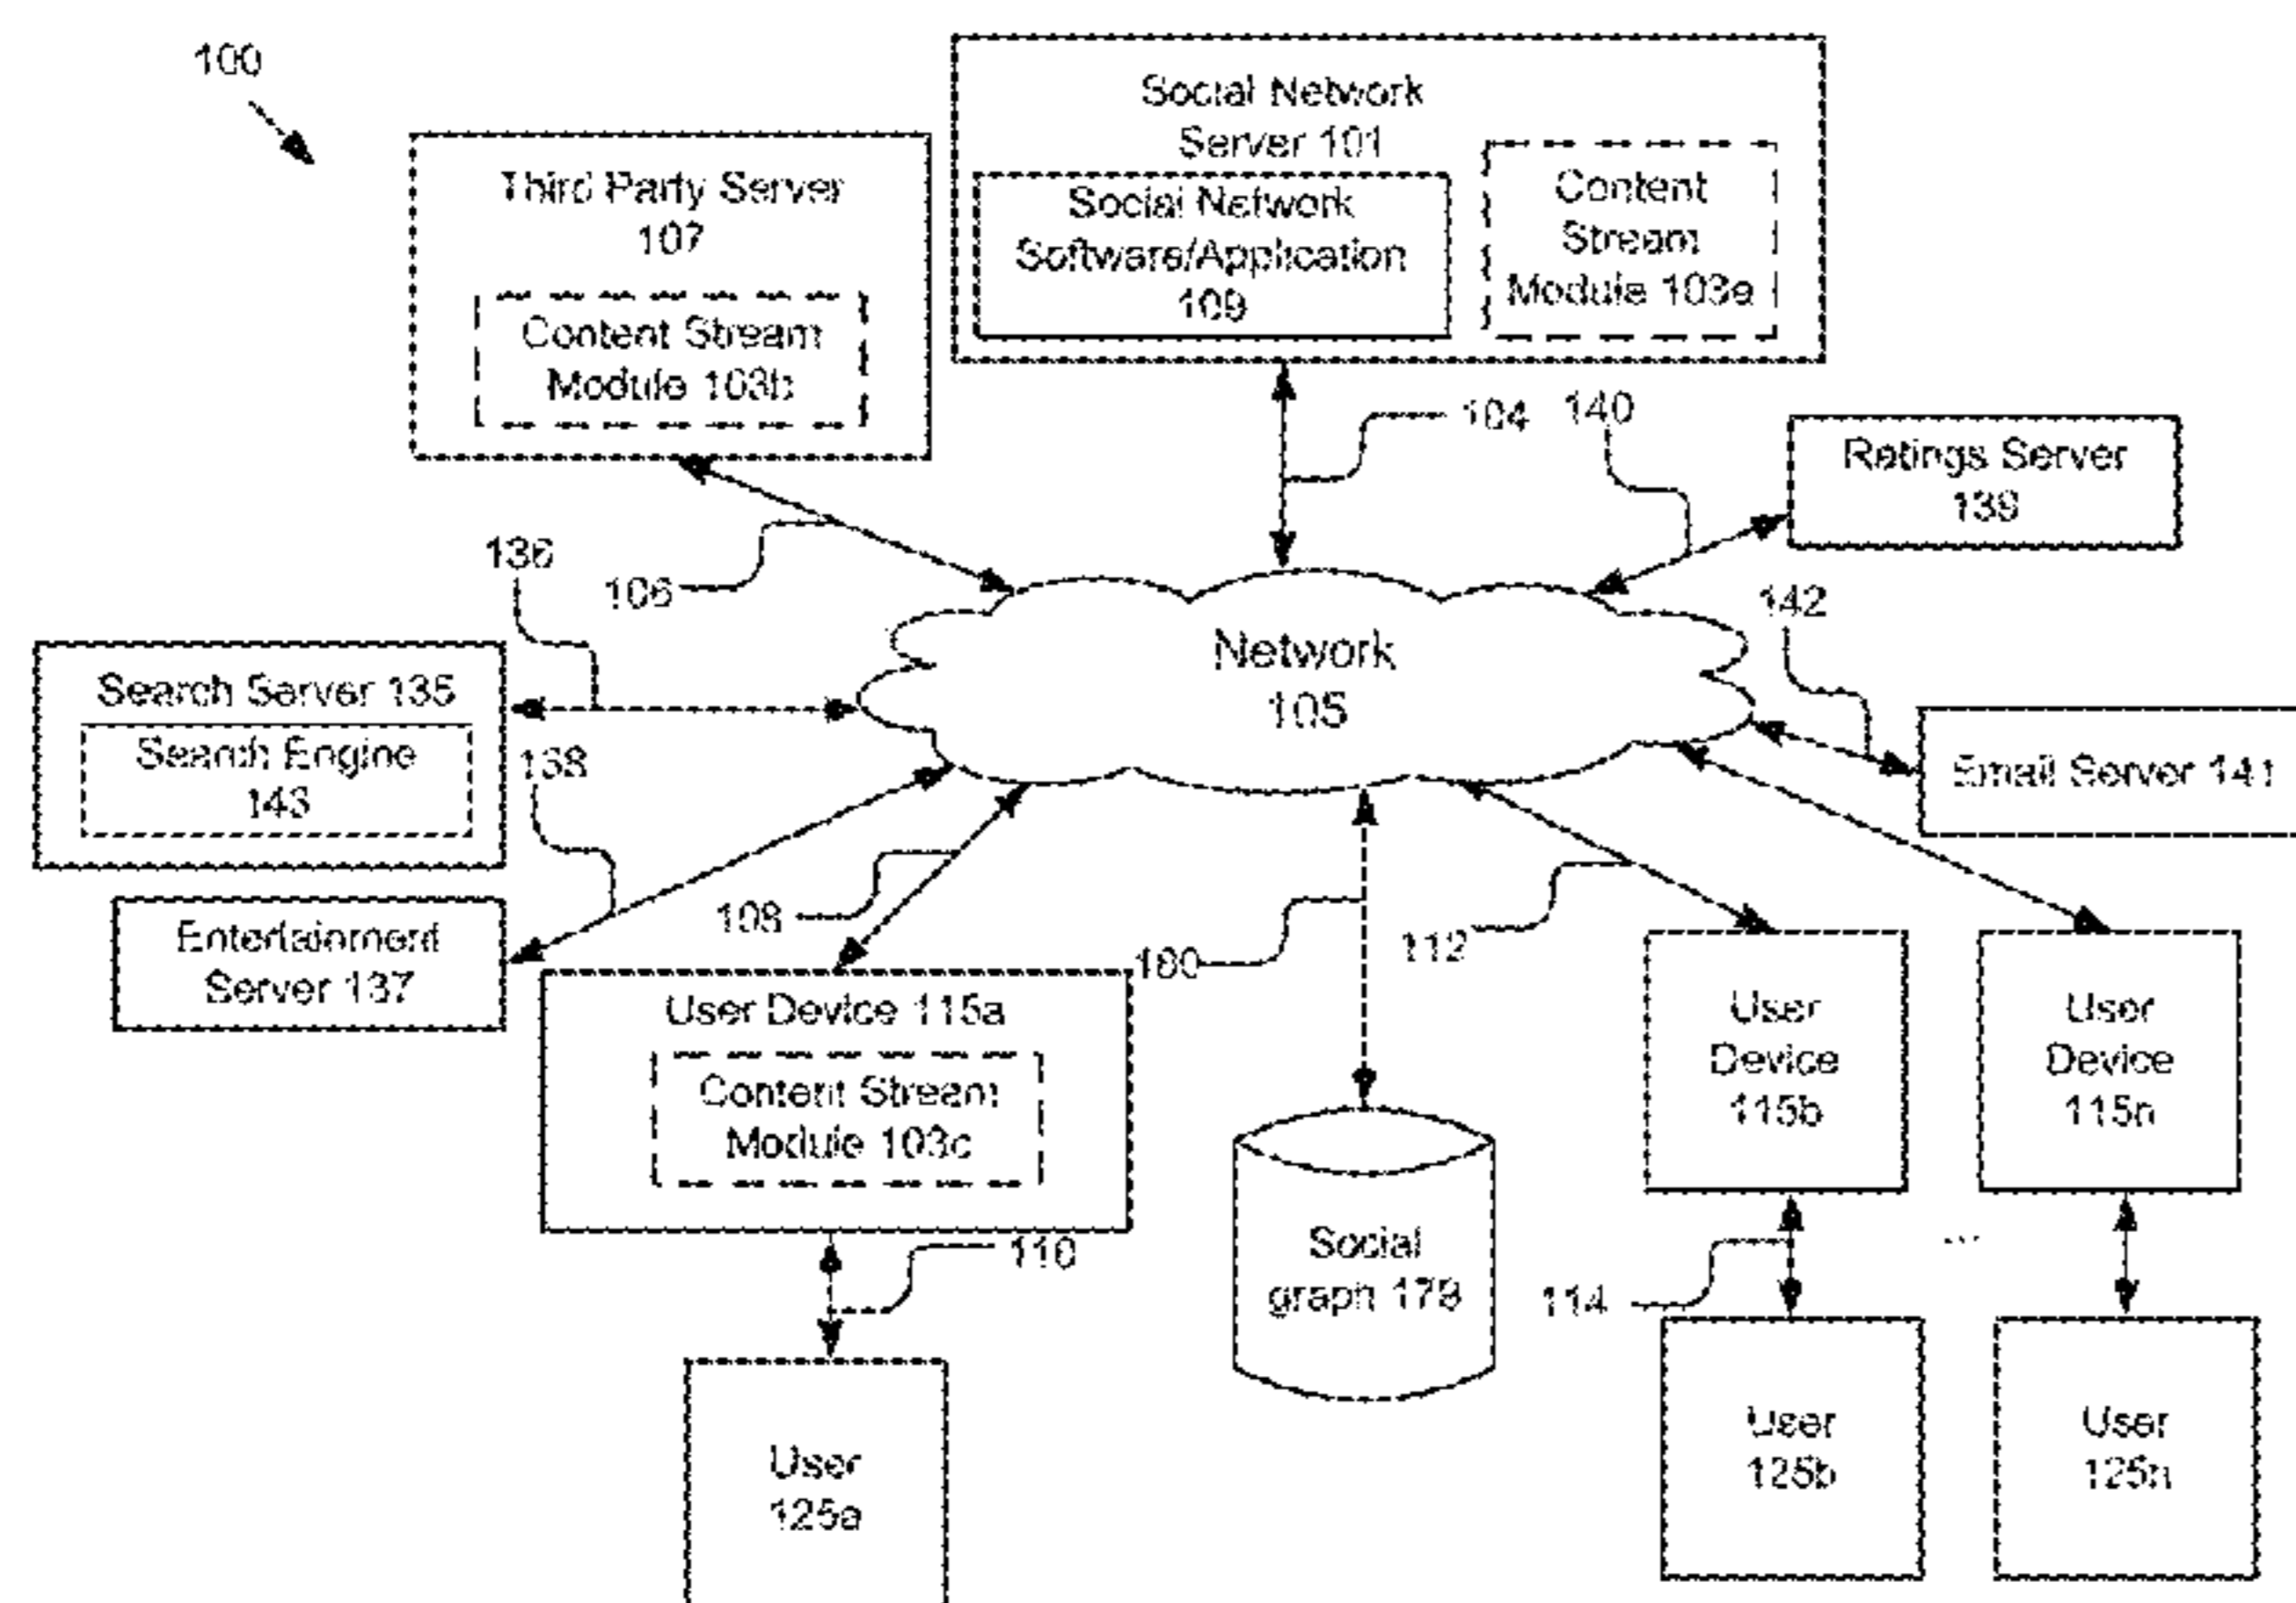 100
Social Network
Server 101
Social Network
Software/Application
109
Content
Stream
Module 103a
Third Party Server
107
Content Stream
Module 103b
104
140
Ratings Server
139
136
106
142
Network
105
Search Server 135
Search Engine
143
138
Email Server 141
108
Entertainment
Server 137
180
112
User Device 115a
Content Stream
Module 103c
User
Device
115b
User
Device
115n
110
Social
graph 179
114
...
User
125a
User
125b
User
125n